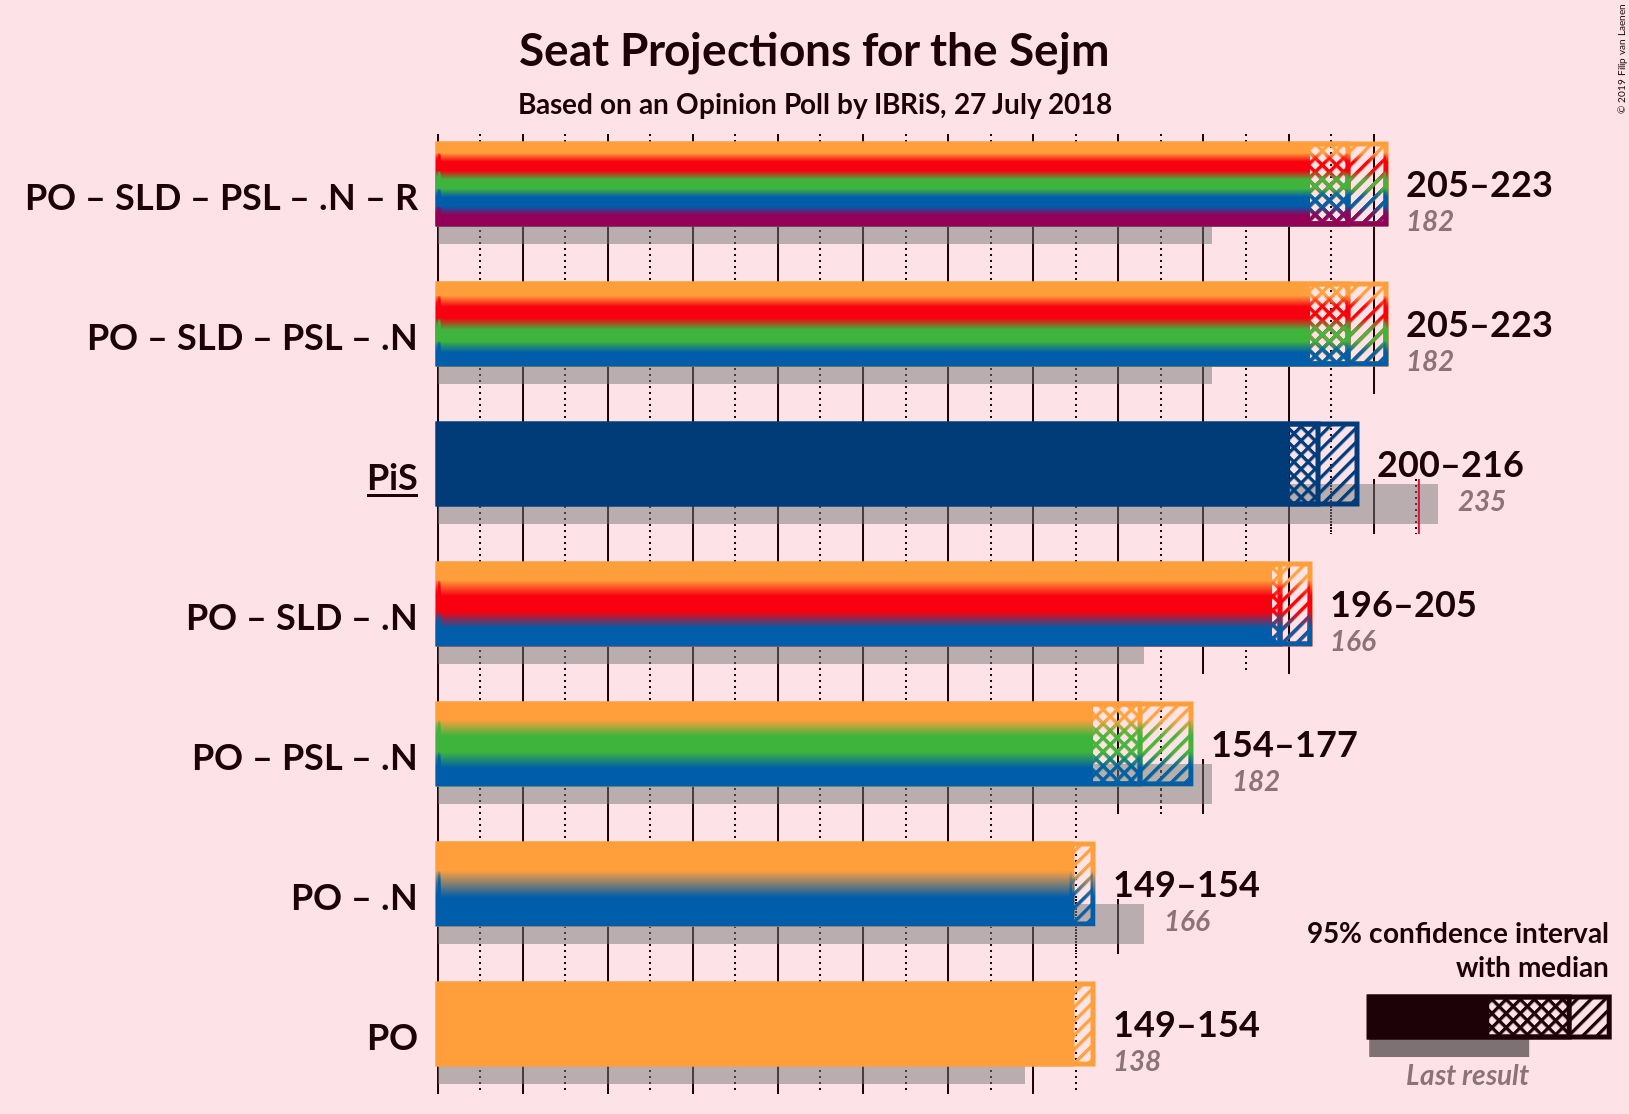 Seat Projections for the Sejm
Based on an Opinion Poll by IBRiS, 27 July 2018
© 2019 Filip van Laenen
PO – SLD – PSL – .N – R
205–223
182
PO – SLD – PSL – .N
205–223
182
PiS
200–216
235
PO – SLD – .N
196–205
166
PO – PSL – .N
154–177
182
PO – .N
149–154
166
PO
149–154
138
95% confidence interval
with median
Last result